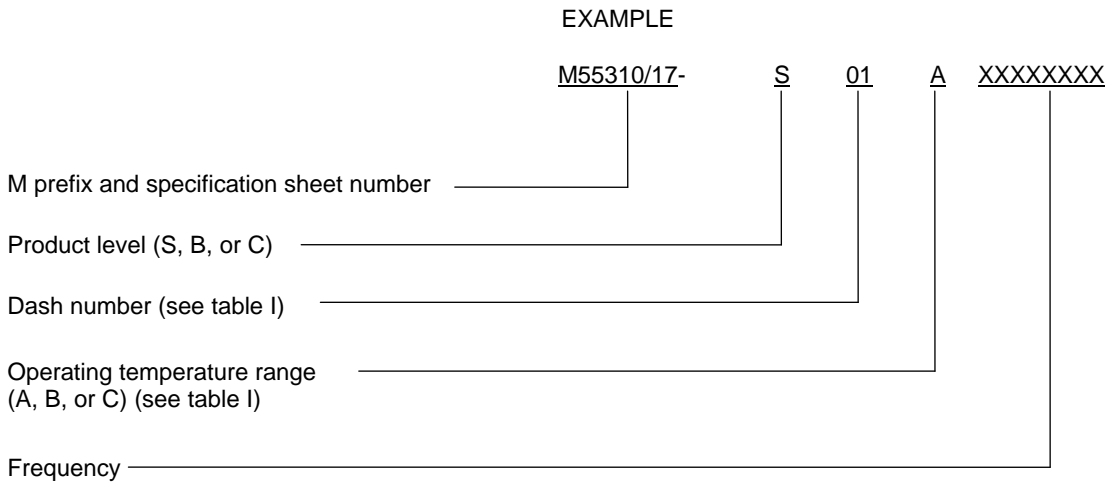 EXAMPLE
M55310/17- S 01 A XXXXXXXX
M prefix and specification sheet number
Product level (S, B, or C)
Dash number (see table I)
Operating temperature range
(A, B, or C) (see table I)
Frequency